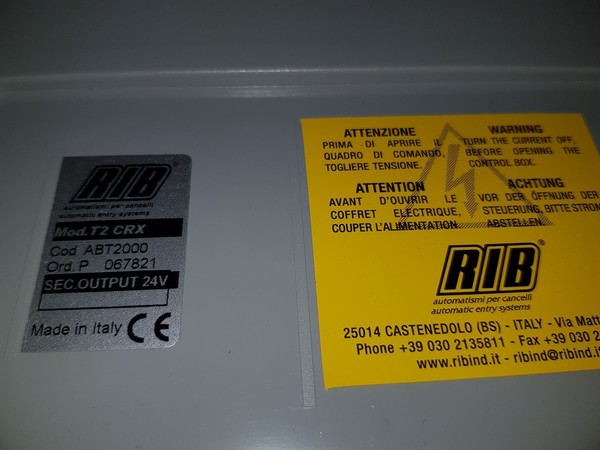 RIB
automatismi per cancelli
automatic entry systems
Mod.T2 CRX
Cod ABT2000
Ord. P 067821
SEC.OUTPUT 24V
Made in Italy CE
ATTENZIONE
PRIMA DI APRIRE IL
QUADRO DI COMANDO,
TOGLIERE TENSIONE.
WARNING
TURN THE CURRENT OFF,
BEFORE OPENING THE
CONTROL BOX.
ATTENTION
AVANT D'OUVRIR LE
COFFRET ELECTRIQUE,
COUPER L'ALIMENTATION.
ACHTUNG
VOR DER ÖFFNUNG DER
STEUERUNG, BITTE STROM
ABSTELLEN.
RIB
automatismi per cancelli
automatic entry systems
25014 CASTENEDOLO (BS) - ITALY - Via Matt
Phone +39 030 2135811 - Fax +39 030 2
www.ribind.it - ribind@ribind.it